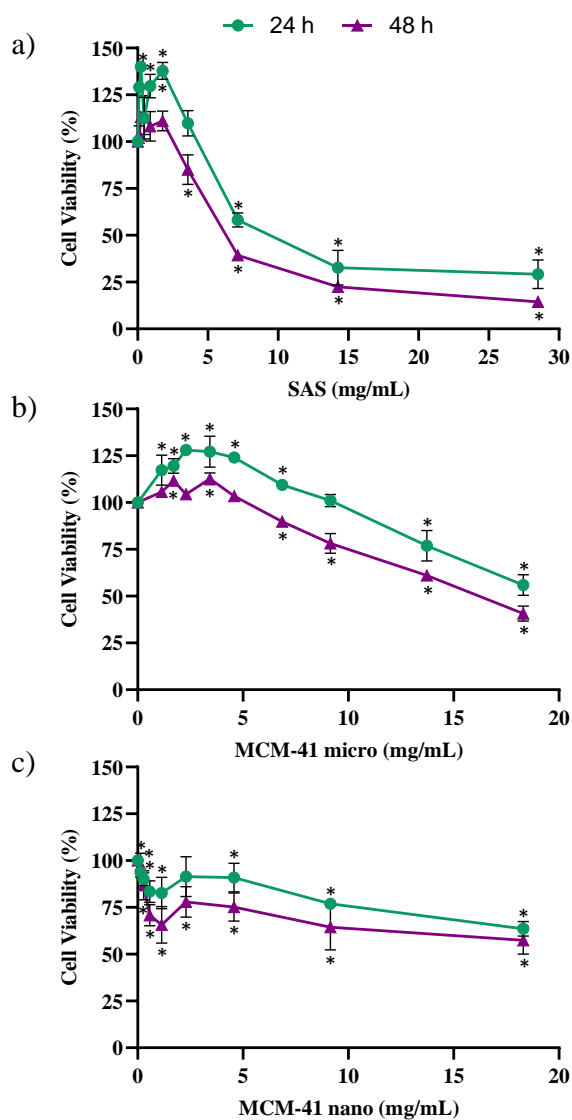 24 h 48 h
a)
150
125
100
75
50
25
0
Cell Viability (%)
* * * * * * * * * * * *
0 5 10 15 20 25 30
SAS (mg/mL)
b)
150
125
100
75
50
25
0
Cell Viability (%)
* * * * * * * * * * * * * *
0 5 10 15 20
MCM-41 micro (mg/mL)
c)
150
125
100
75
50
25
0
Cell Viability (%)
* * * * * * * * * * * * * * *
0 5 10 15 20
MCM-41 nano (mg/mL)